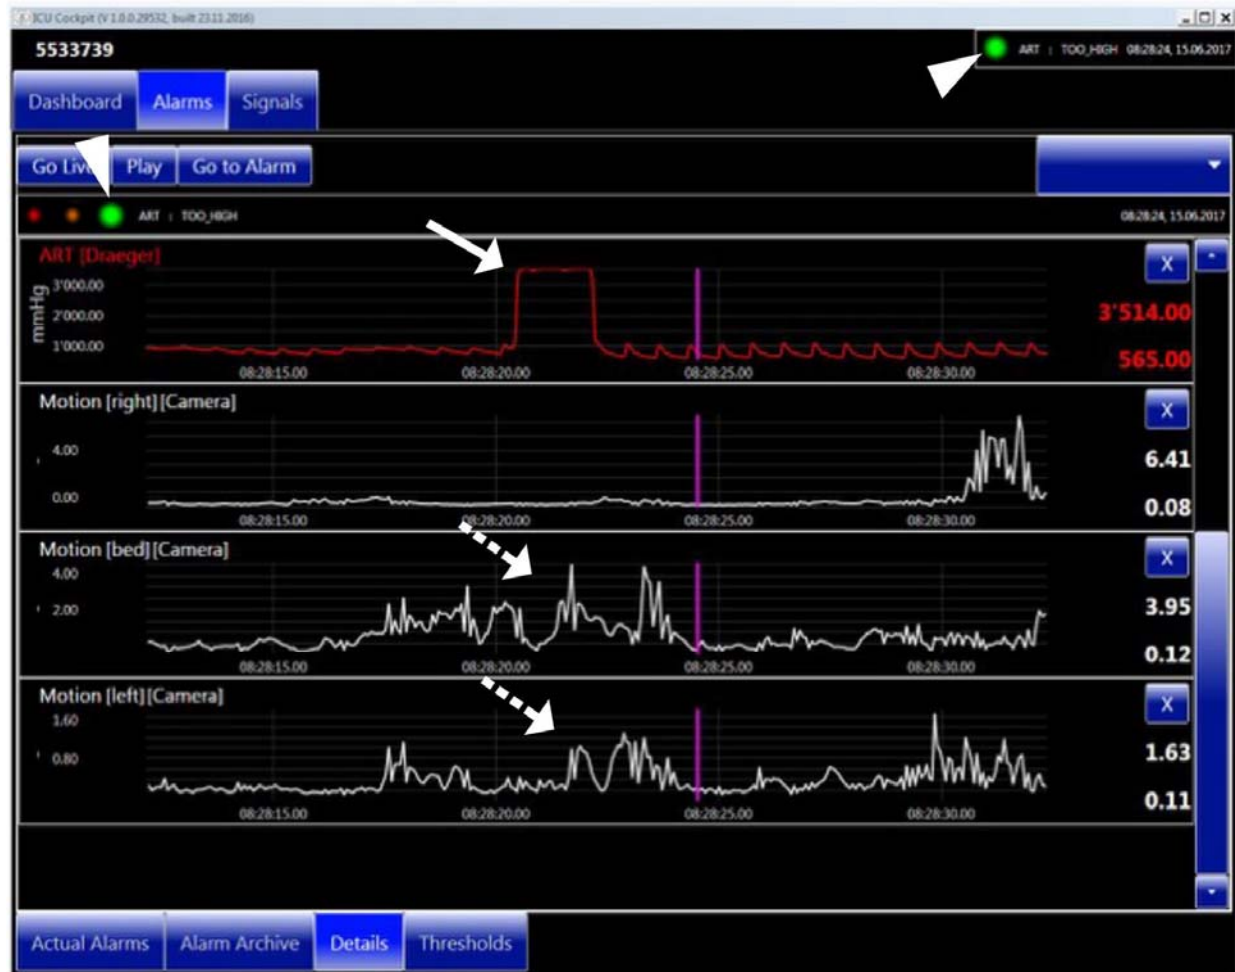 ICU Cockpit (V 1.0.0.29532, built 23.11.2016)
5533739
ART : TOO_HIGH 08:28:24, 15.06.2017
Dashboard Alarms Signals
Go Live Play Go to Alarm
ART : TOO_HIGH 08:28:24, 15.06.2017
ART [Draeger] X
mmHg
3'000.00
2'000.00
1'000.00
3'514.00
565.00
08:28:15.00 08:28:20.00 08:28:25.00 08:28:30.00
Motion [right] [Camera] X
4.00 6.41
0.00 0.08
08:28:15.00 08:28:20.00 08:28:25.00 08:28:30.00
Motion [bed] [Camera] X
4.00
2.00 3.95
0.12
08:28:15.00 08:28:20.00 08:28:25.00 08:28:30.00
Motion [left] [Camera] X
1.60
0.80 1.63
0.11
08:28:15.00 08:28:20.00 08:28:25.00 08:28:30.00
Actual Alarms Alarm Archive Details Thresholds